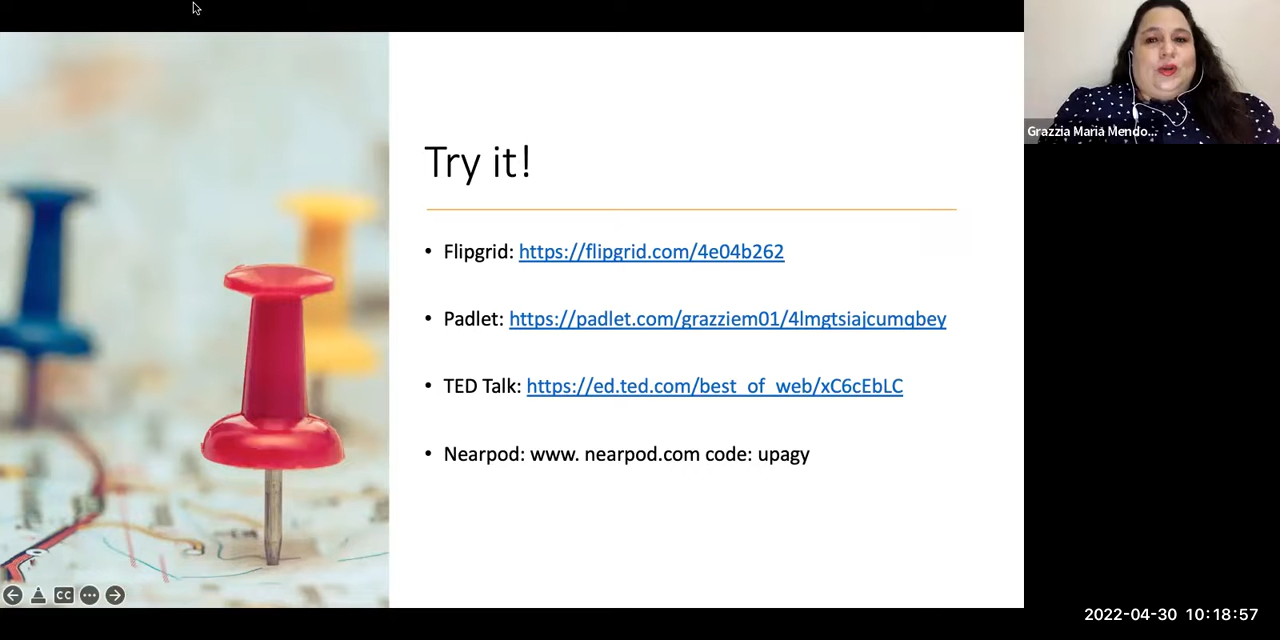 Grazzia Maria Mendo...
Try it!
• Flipgrid: https://flipgrid.com/4e04b262
• Padlet: https://padlet.com/grazziem01/4lmgtsiajcumqbey
• TED Talk: https://ed.ted.com/best_of_web/xC6cEbLC
• Nearpod: www. nearpod.com code: upagy
CC
2022-04-30 10:18:57